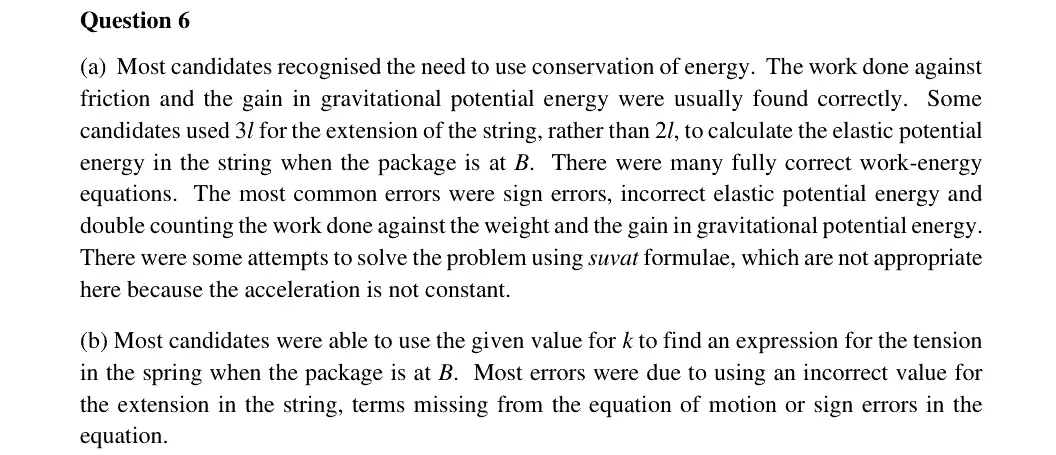 Question 6
(a) Most candidates recognised the need to use conservation of energy. The work done against
friction and the gain in gravitational potential energy were usually found correctly. Some
candidates used 3l for the extension of the string, rather than 2l, to calculate the elastic potential
energy in the string when the package is at B. There were many fully correct work-energy
equations. The most common errors were sign errors, incorrect elastic potential energy and
double counting the work done against the weight and the gain in gravitational potential energy.
There were some attempts to solve the problem using suvat formulae, which are not appropriate
here because the acceleration is not constant.
(b) Most candidates were able to use the given value for k to find an expression for the tension
in the spring when the package is at B. Most errors were due to using an incorrect value for
the extension in the string, terms missing from the equation of motion or sign errors in the
equation.